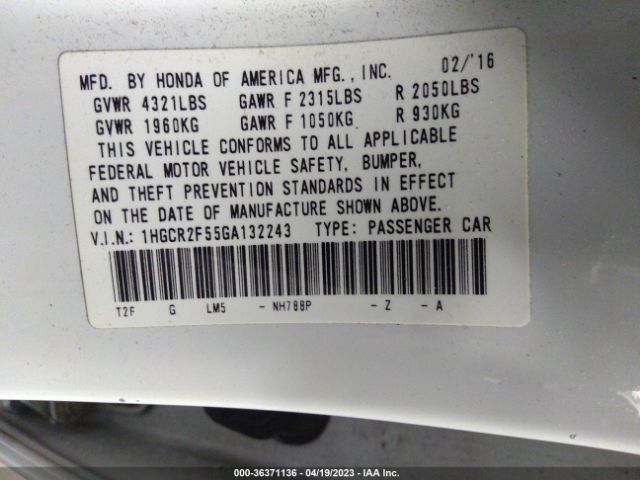 MFD. BY HONDA OF AMERICA MFG., INC. 02/'16
GVWR 4321LBS GAWR F 2315LBS R 2050LBS
GVWR 1960KG GAWR F 1050KG R 930KG
THIS VEHICLE CONFORMS TO ALL APPLICABLE
FEDERAL MOTOR VEHICLE SAFETY, BUMPER,
AND THEFT PREVENTION STANDARDS IN EFFECT
ON THE DATE OF MANUFACTURE SHOWN ABOVE.
V.I.N.: 1HGCR2F55GA132243 TYPE: PASSENGER CAR
T2F G LM5 - NH788P - Z - A
000-36371136 - 04/19/2023 - IAA Inc.